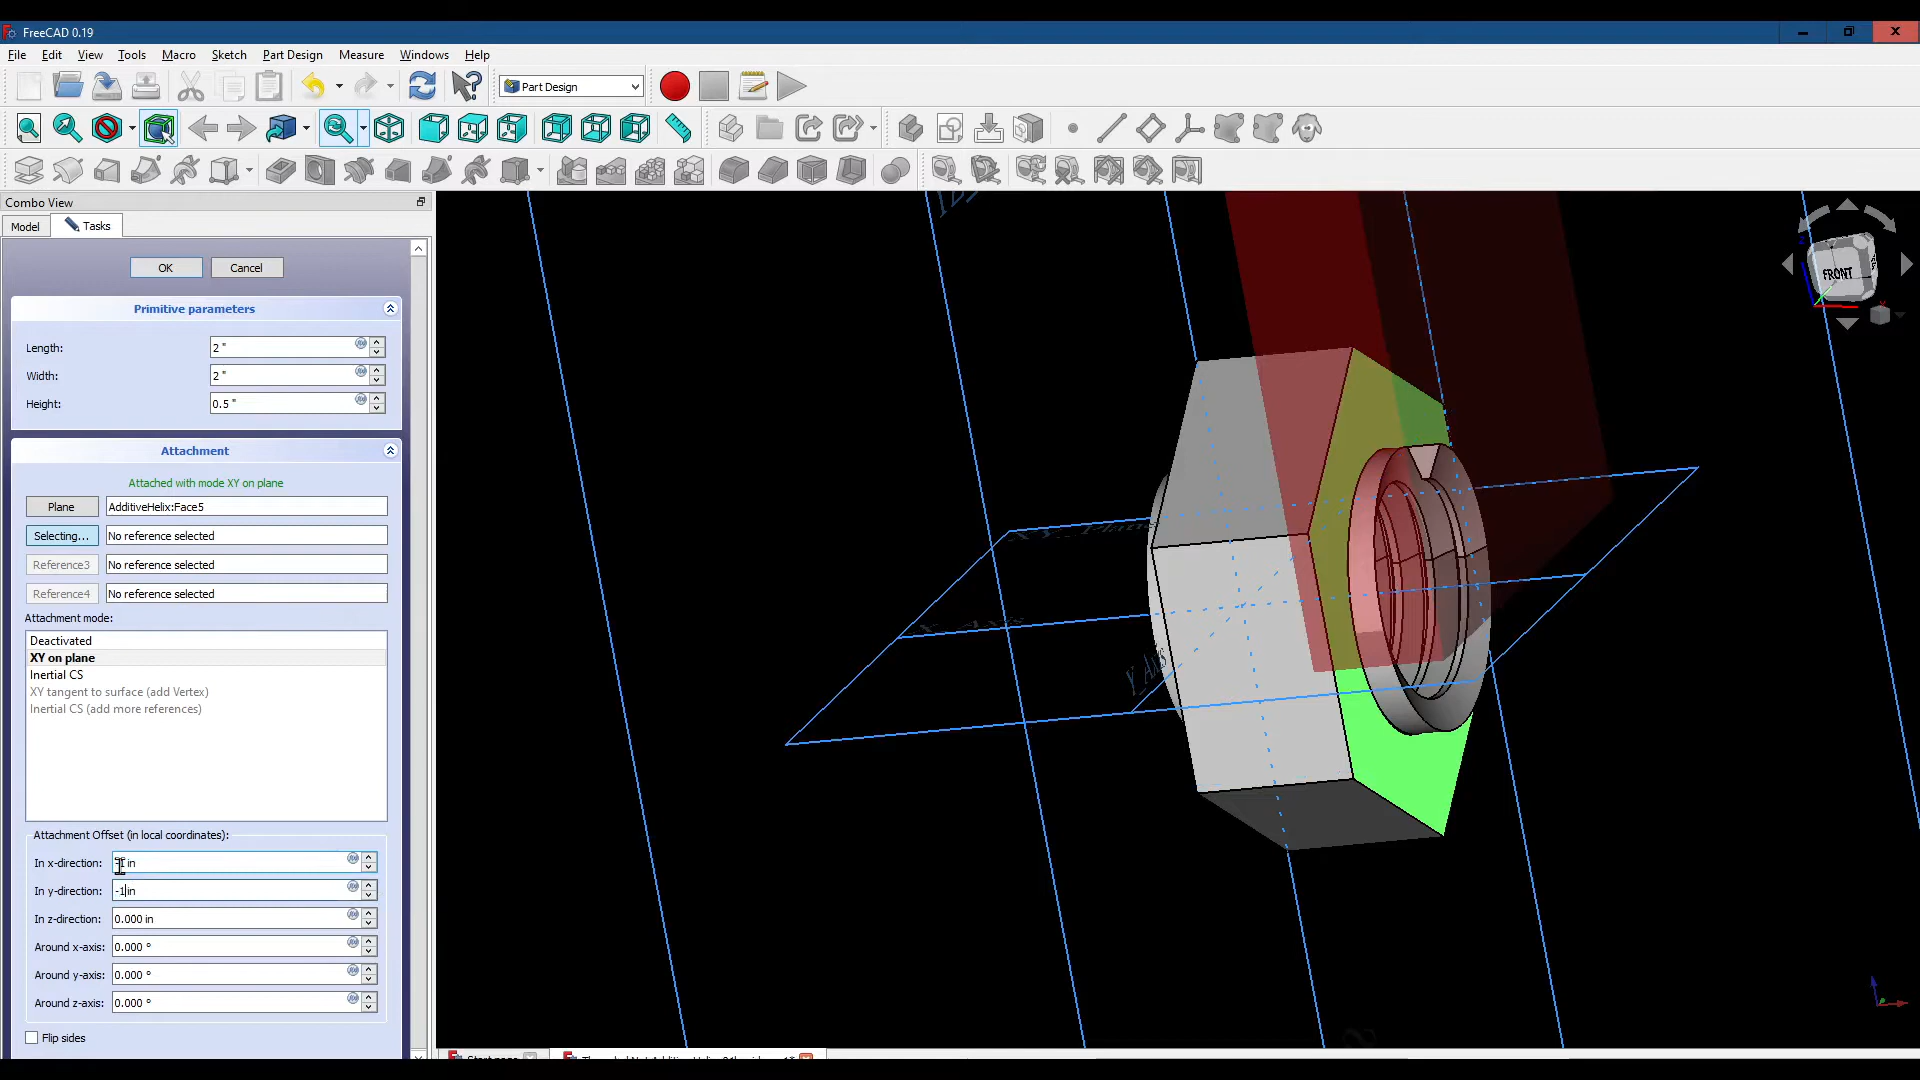 FreeCAD 0.19
File Edit View Tools Macro Sketch Part Design Measure Windows Help
Part Design
Combo View
Model Tasks
OK Cancel
Primitive parameters
Length: 2 "
Width: 2 "
Height: 0.5 "
Attachment
Attached with mode XY on plane
Plane AdditiveHelix:Face5
Selecting... No reference selected
Reference3 No reference selected
Reference4 No reference selected
Attachment mode:
Deactivated
XY on plane
Inertial CS
XY tangent to surface (add Vertex)
Inertial CS (add more references)
Attachment Offset (in local coordinates):
In x-direction: -1 in
In y-direction: -1 in
In z-direction: 0.000 in
Around x-axis: 0.000 °
Around y-axis: 0.000 °
Around z-axis: 0.000 °
Flip sides
FRONT
Y_Axis
Start page